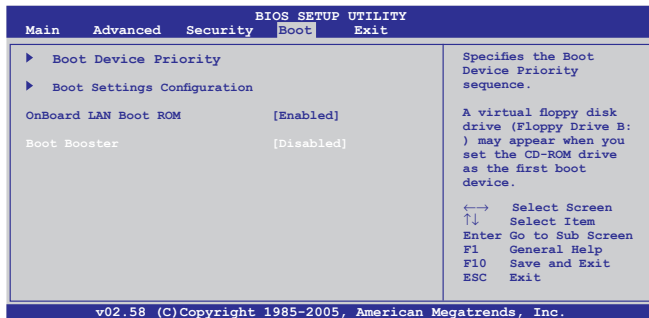 BIOS SETUP UTILITY
Main Advanced Security Boot Exit
Boot Device Priority
Boot Settings Configuration
OnBoard LAN Boot ROM [Enabled]
Boot Booster [Disabled]
Specifies the Boot
Device Priority
sequence.
A virtual floppy disk
drive (Floppy Drive B:
) may appear when you
set the CD-ROM drive
as the first boot
device.
←→ Select Screen
↑↓ Select Item
Enter Go to Sub Screen
F1 General Help
F10 Save and Exit
ESC Exit
v02.58 (C)Copyright 1985-2005, American Megatrends, Inc.